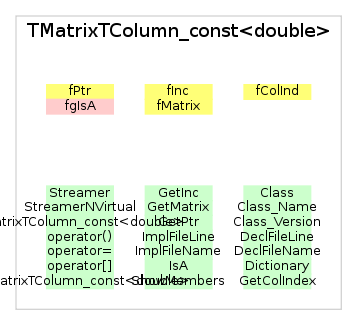 TMatrixTColumn_const<double>
fPtr fInc fColInd
fgIsA fMatrix
Streamer GetInc Class
StreamerNVirtual GetMatrix Class_Name
atrixTColumn_const<double> GetPtr Class_Version
operator() ImplFileLine DeclFileLine
operator= ImplFileName DeclFileName
operator[] IsA Dictionary
atrixTColumn_const<double> ShowMembers GetColIndex